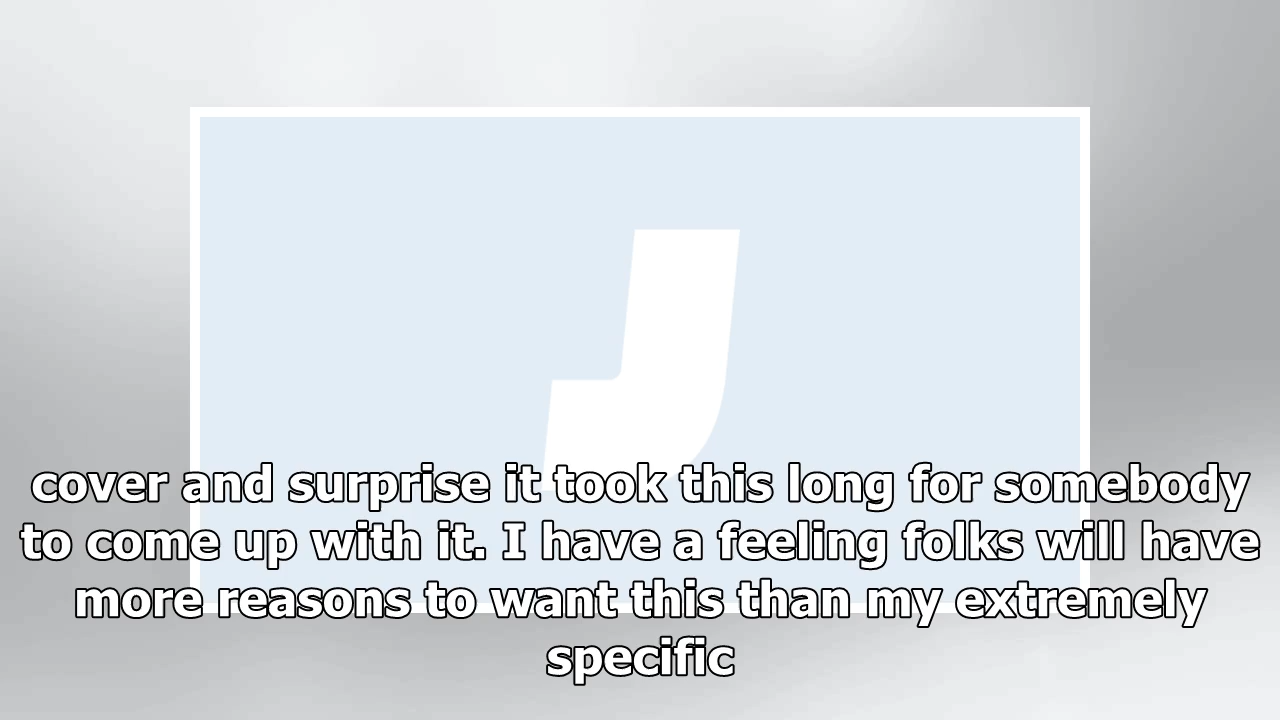 cover and surprise it took this long for somebody
to come up with it. I have a feeling folks will have
more reasons to want this than my extremely
specific